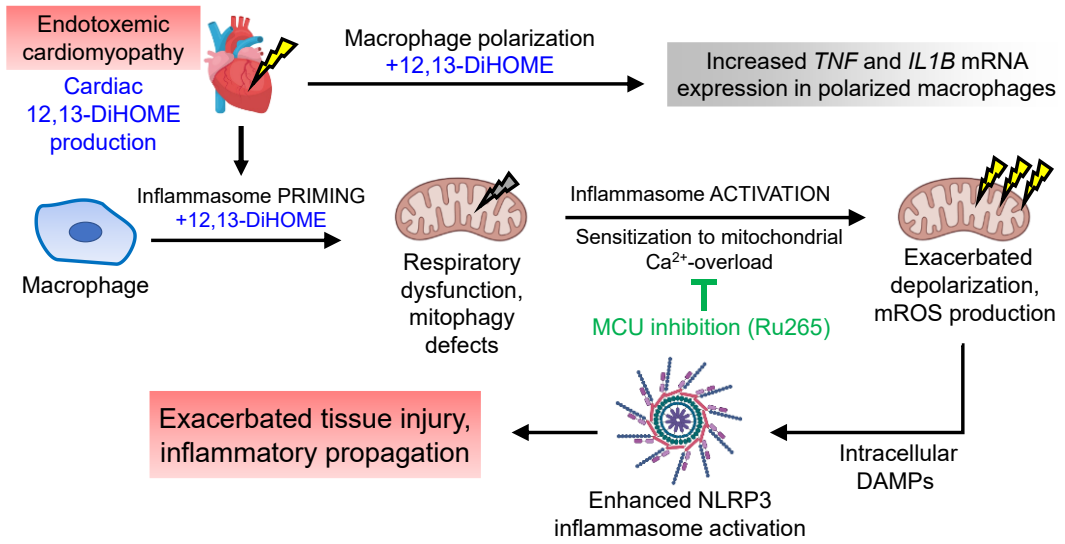 Endotoxemic
cardiomyopathy
Cardiac
12,13-DiHOME
production
Macrophage polarization
+12,13-DiHOME
Increased TNF and IL1B mRNA
expression in polarized macrophages
Inflammasome PRIMING
+12,13-DiHOME
Macrophage
Respiratory
dysfunction,
mitophagy
defects
Inflammasome ACTIVATION
Sensitization to mitochondrial
Ca²⁺-overload
MCU inhibition (Ru265)
Exacerbated
depolarization,
mROS production
Intracellular
DAMPs
Enhanced NLRP3
inflammasome activation
Exacerbated tissue injury,
inflammatory propagation